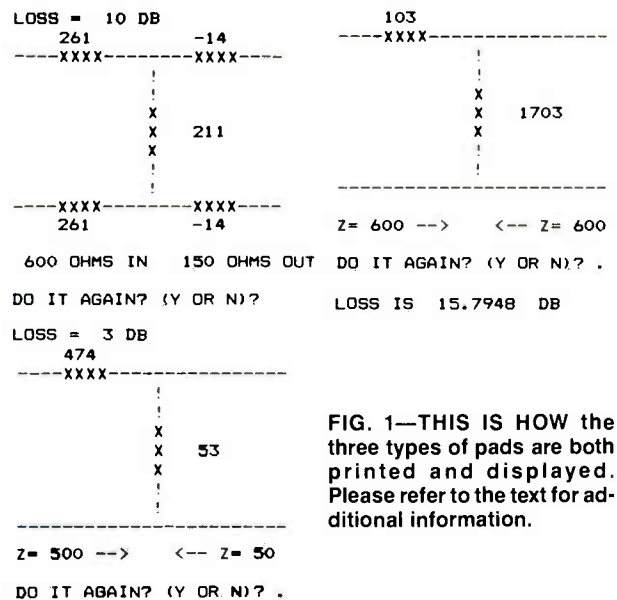 LOSS = 10 DB
261 -14
----XXXX---------XXXX----
X
X 211
X
----XXXX---------XXXX----
261 -14
600 OHMS IN 150 OHMS OUT
DO IT AGAIN? (Y OR N)?
LOSS = 3 DB
474
----XXXX----------------
X
X 53
X
Z= 500 --> <-- Z= 50
DO IT AGAIN? (Y OR N)? .
103
----XXXX----------------
X
X 1703
X
Z= 600 --> <-- Z= 600
DO IT AGAIN? (Y OR N)? .
LOSS IS 15.7948 DB
FIG. 1—THIS IS HOW the
three types of pads are both
printed and displayed.
Please refer to the text for ad-
ditional information.